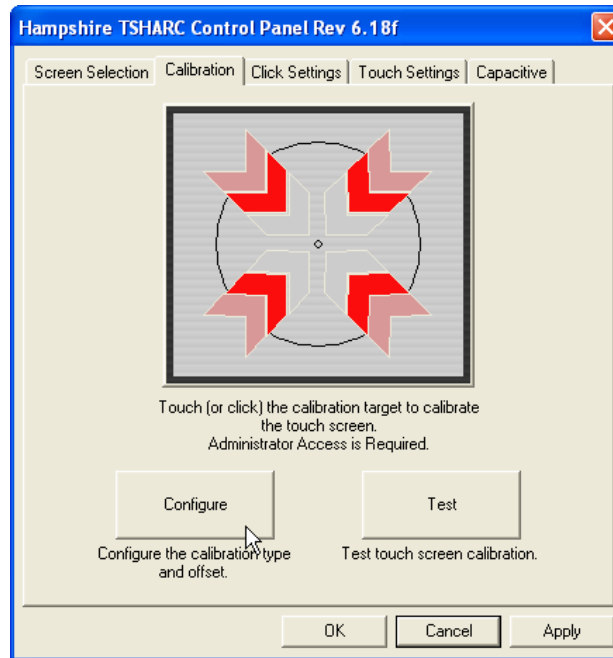 Hampshire TSHARC Control Panel Rev 6.18f
Screen Selection Calibration Click Settings Touch Settings Capacitive
Touch (or click) the calibration target to calibrate
the touch screen.
Administrator Access is Required.
Configure Test
Configure the calibration type Test touch screen calibration.
and offset.
OK Cancel Apply